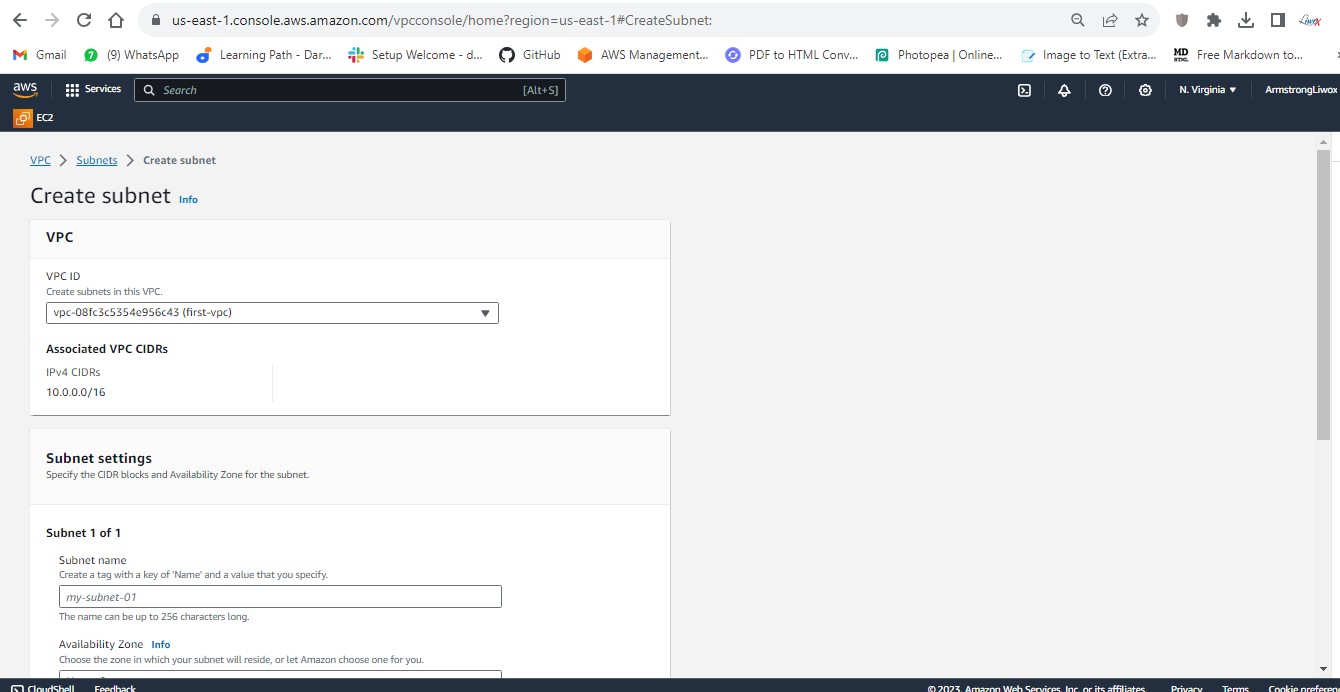 us-east-1.console.aws.amazon.com/vpcconsole/home?region=us-east-1#CreateSubnet:
Gmail (9) WhatsApp Learning Path - Dar... Setup Welcome - d... GitHub AWS Management... PDF to HTML Conv... Photopea | Online... Image to Text (Extra... MD HTML Free Markdown to...
aws Services Search [Alt+S] N. Virginia ArmstrongLiwox
EC2
VPC Subnets Create subnet
Create subnet Info
VPC
VPC ID
Create subnets in this VPC.
vpc-08fc3c5354e956c43 (first-vpc)
Associated VPC CIDRs
IPv4 CIDRs
10.0.0.0/16
Subnet settings
Specify the CIDR blocks and Availability Zone for the subnet.
Subnet 1 of 1
Subnet name
Create a tag with a key of 'Name' and a value that you specify.
my-subnet-01
The name can be up to 256 characters long.
Availability Zone Info
Choose the zone in which your subnet will reside, or let Amazon choose one for you.
CloudShell Feedback © 2023, Amazon Web Services, Inc. or its affiliates. Privacy Terms Cookie preferen